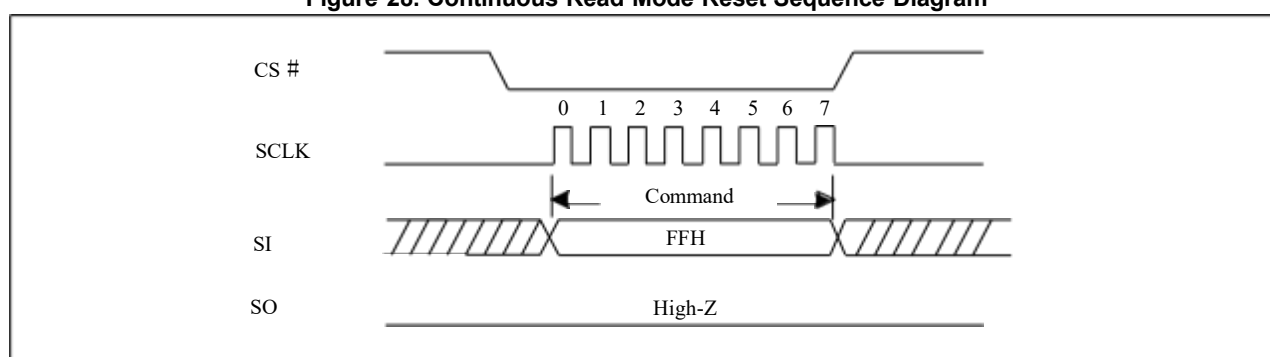 Figure 28. Continuous Read Mode Reset Sequence Diagram
CS #
0 1 2 3 4 5 6 7
SCLK
Command
SI
FFH
SO
High-Z